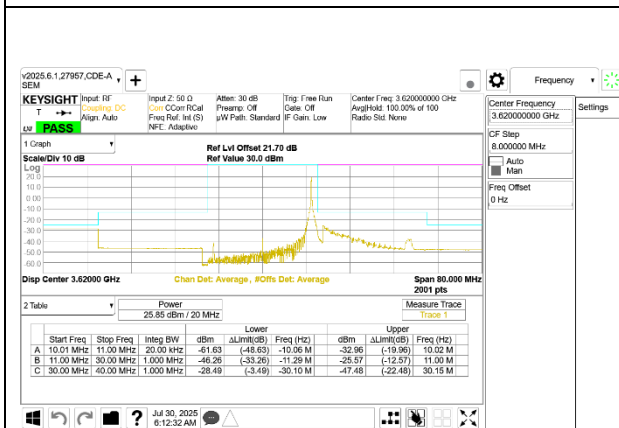 v2025.6.1,27957,CDE-A
SEM
Frequency
KEYSIGHT
Input: RF
Coupling: DC
Align: Auto
Input Z: 50 Ω
Corr CCorr RCal
Freq Ref: Int (S)
NFE: Adaptive
Atten: 30 dB
Preamp: Off
µW Path: Standard
Trig: Free Run
Gate: Off
IF Gain: Low
Center Freq: 3.620000000 GHz
Avg|Hold: 100.00% of 100
Radio Std: None
PASS
Center Frequency
3.620000000 GHz
Settings
CF Step
8.000000 MHz
Auto
Man
Freq Offset
0 Hz
1 Graph
Ref Lvl Offset 21.70 dB
Scale/Div 10 dB
Ref Value 30.0 dBm
Log
20.0
10.0
0.00
-10.0
-20.0
-30.0
-40.0
-50.0
-60.0
Disp Center 3.62000 GHz
Chan Det: Average , #Offs Det: Average
Span 80.000 MHz
2001 pts
2 Table
Power
25.85 dBm / 20 MHz
Measure Trace
Trace 1
Lower Upper
Start Freq Stop Freq Integ BW dBm ΔLimit(dB) Freq (Hz) dBm ΔLimit(dB) Freq (Hz)
A 10.01 MHz 11.00 MHz 20.00 kHz -61.63 (-48.63) -10.06 M -32.96 (-19.96) 10.02 M
B 11.00 MHz 30.00 MHz 1.000 MHz -46.26 (-33.26) -11.29 M -25.57 (-12.57) 11.00 M
C 30.00 MHz 40.00 MHz 1.000 MHz -28.49 (-3.49) -30.10 M -47.48 (-22.48) 30.15 M
Jul 30, 2025
6:12:32 AM